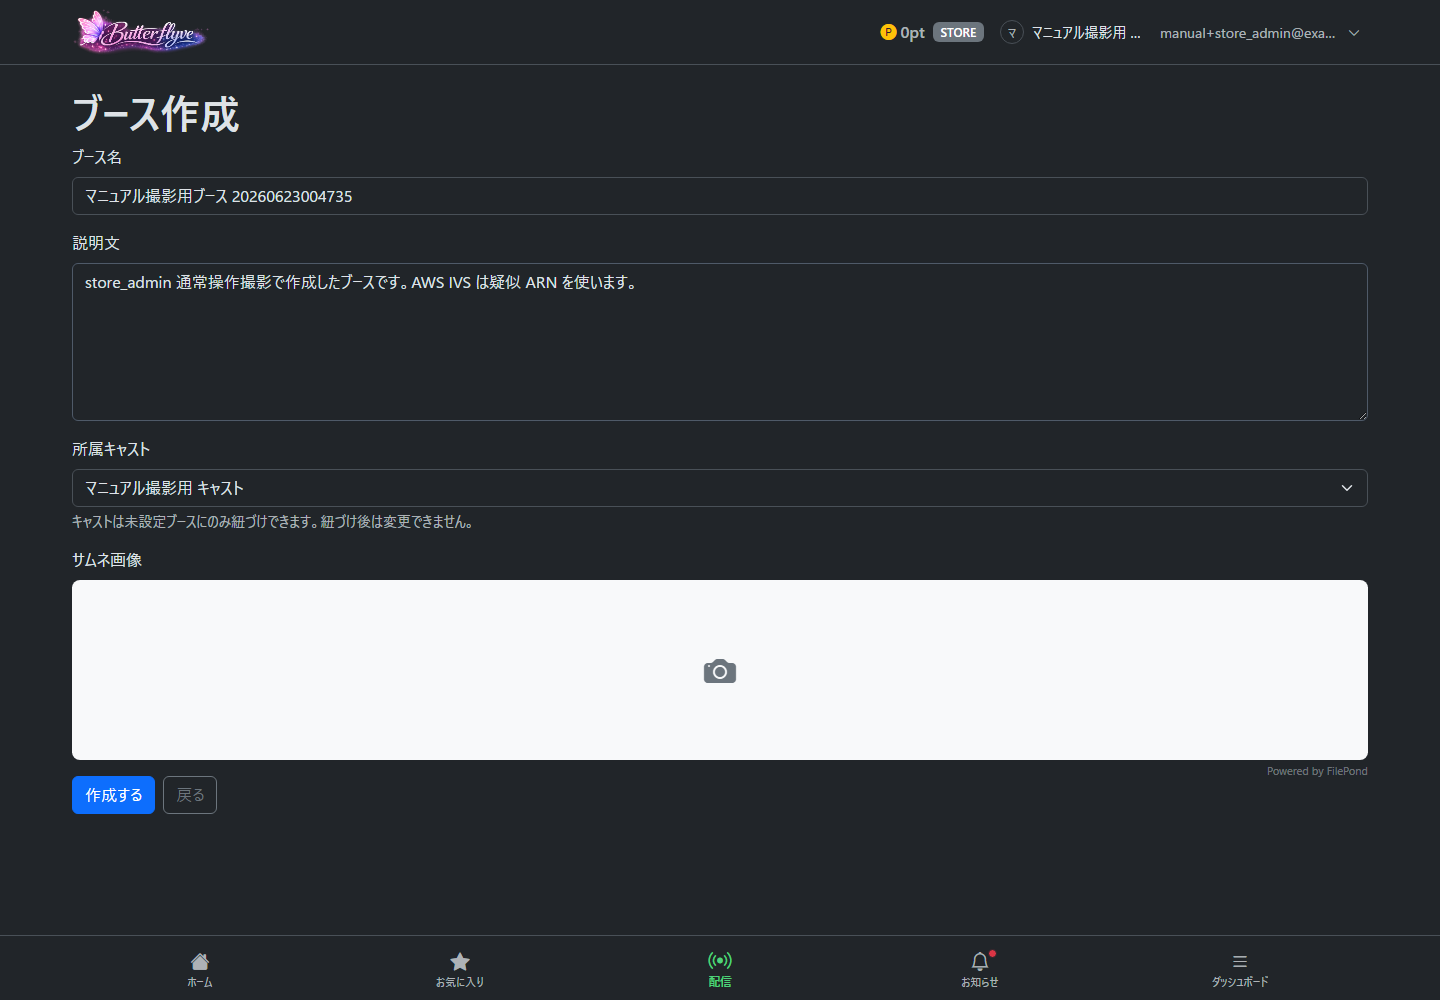 Butterflyve
P 0pt STORE マ マニュアル撮影用 ... manual+store_admin@exa...
ブース作成
ブース名
マニュアル撮影用ブース 20260623004735
説明文
store_admin 通常操作撮影で作成したブースです。AWS IVS は疑似 ARN を使います。
所属キャスト
マニュアル撮影用 キャスト
キャストは未設定ブースにのみ紐づけできます。紐づけ後は変更できません。
サムネ画像
Powered by FilePond
作成する 戻る
ホーム お気に入り 配信 お知らせ ダッシュボード